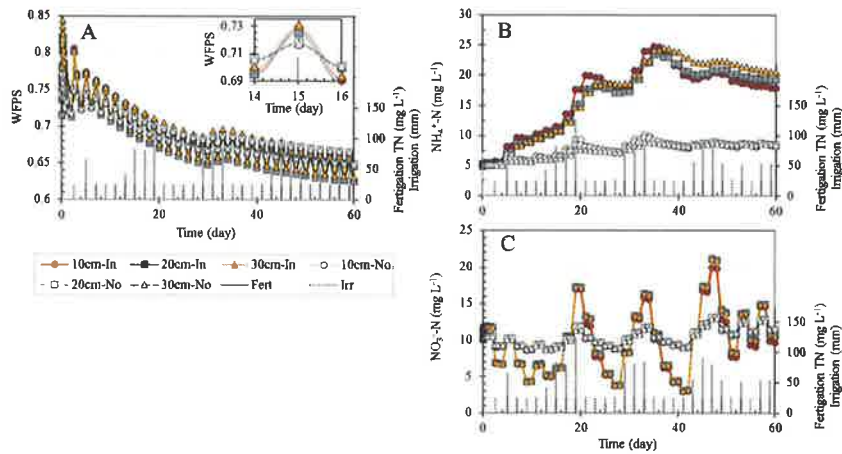 A
0.85
0.8
0.75
0.7
0.65
0.6
WFPS
0
20
40
60
Time (day)
150
100
50
0
Fertigation TN (mg L⁻¹)
Irrigation (mm)
0.73
0.71
0.69
WFPS
14
15
16
Time (day)
10cm-In
20cm-In
30cm-In
10cm-No
20cm-No
30cm-No
Fert
Irr
B
30
25
20
15
10
5
0
NH₄⁺-N (mg L⁻¹)
0
20
40
60
150
100
50
0
Fertigation TN (mg L⁻¹)
Irrigation (mm)
C
25
20
15
10
5
0
NO₃⁻-N (mg L⁻¹)
0
20
40
60
Time (day)
150
100
50
0
Fertigation TN (mg L⁻¹)
Irrigation (mm)